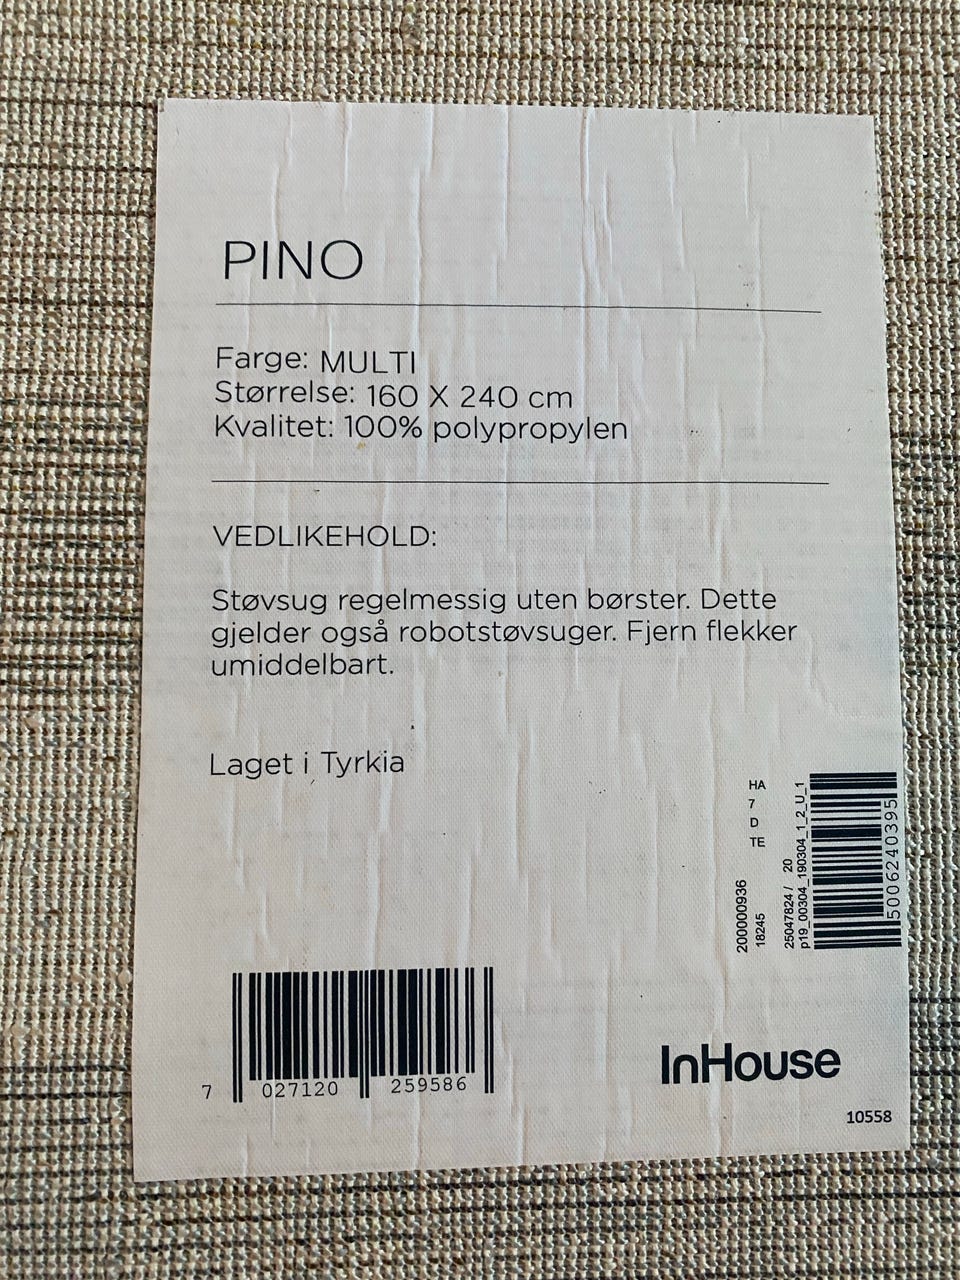 PINO
Farge: MULTI
Størrelse: 160 X 240 cm
Kvalitet: 100% polypropylen
VEDLIKEHOLD:
Støvsug regelmessig uten børster. Dette
gjelder også robotstøvsuger. Fjern flekker
umiddelbart.
Laget i Tyrkia
HA
7
D
TE
200000936
18245
25047824 / 20
p19_00304_190304_1_2_U_1
5006240395
7 027120 259586
InHouse
10558